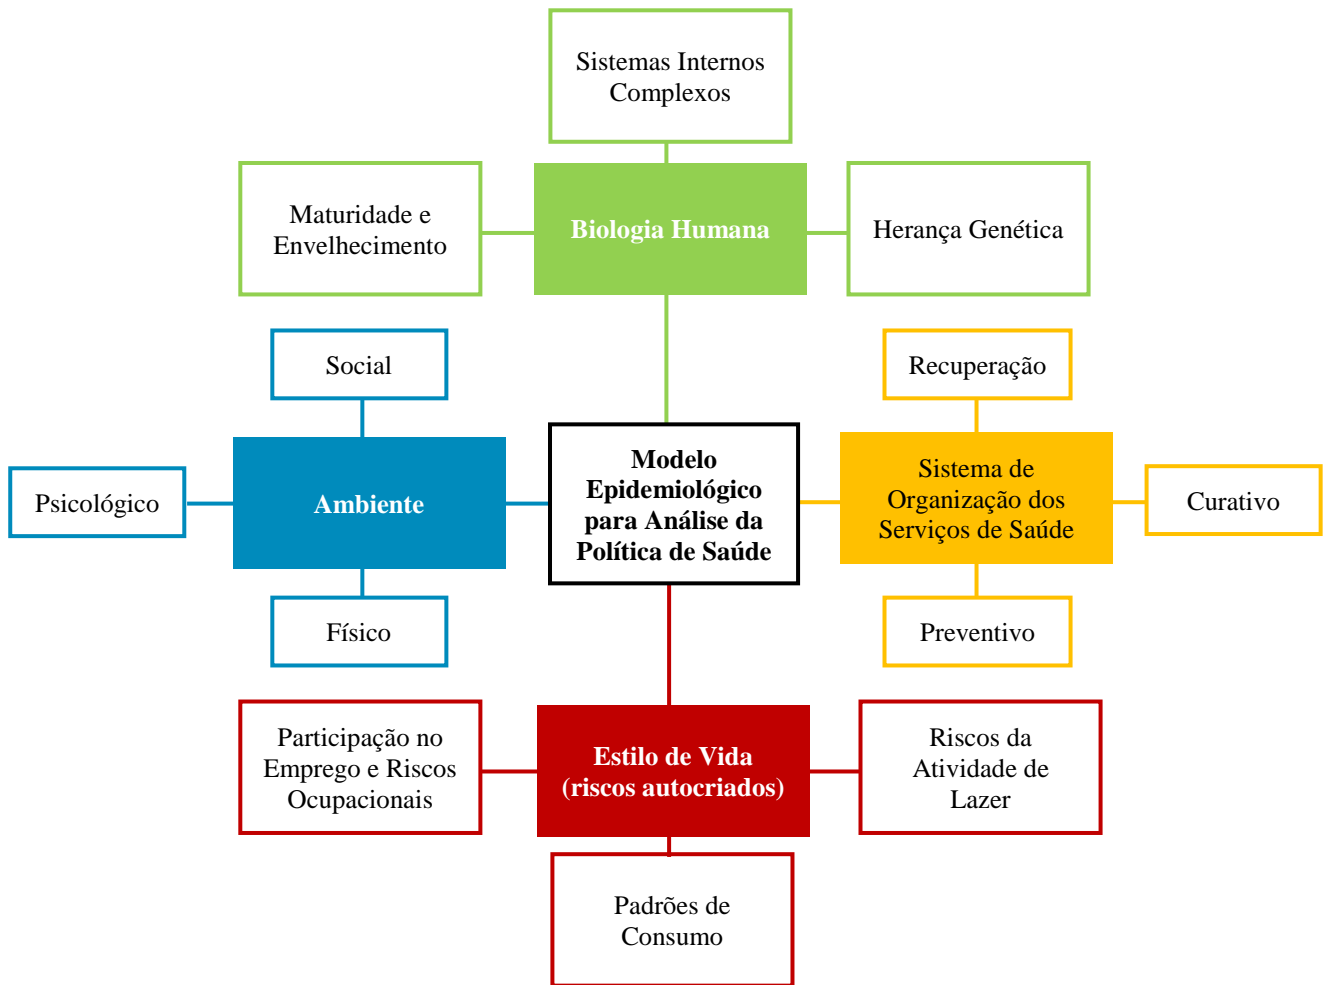 Sistemas Internos
Complexos
Maturidade e
Envelhecimento
Biologia Humana
Herança Genética
Social
Recuperação
Psicológico
Ambiente
Modelo
Epidemiológico
para Análise da
Política de Saúde
Sistema de
Organização dos
Serviços de Saúde
Curativo
Físico
Preventivo
Participação no
Emprego e Riscos
Ocupacionais
Estilo de Vida
(riscos autocriados)
Riscos da
Atividade de
Lazer
Padrões de
Consumo